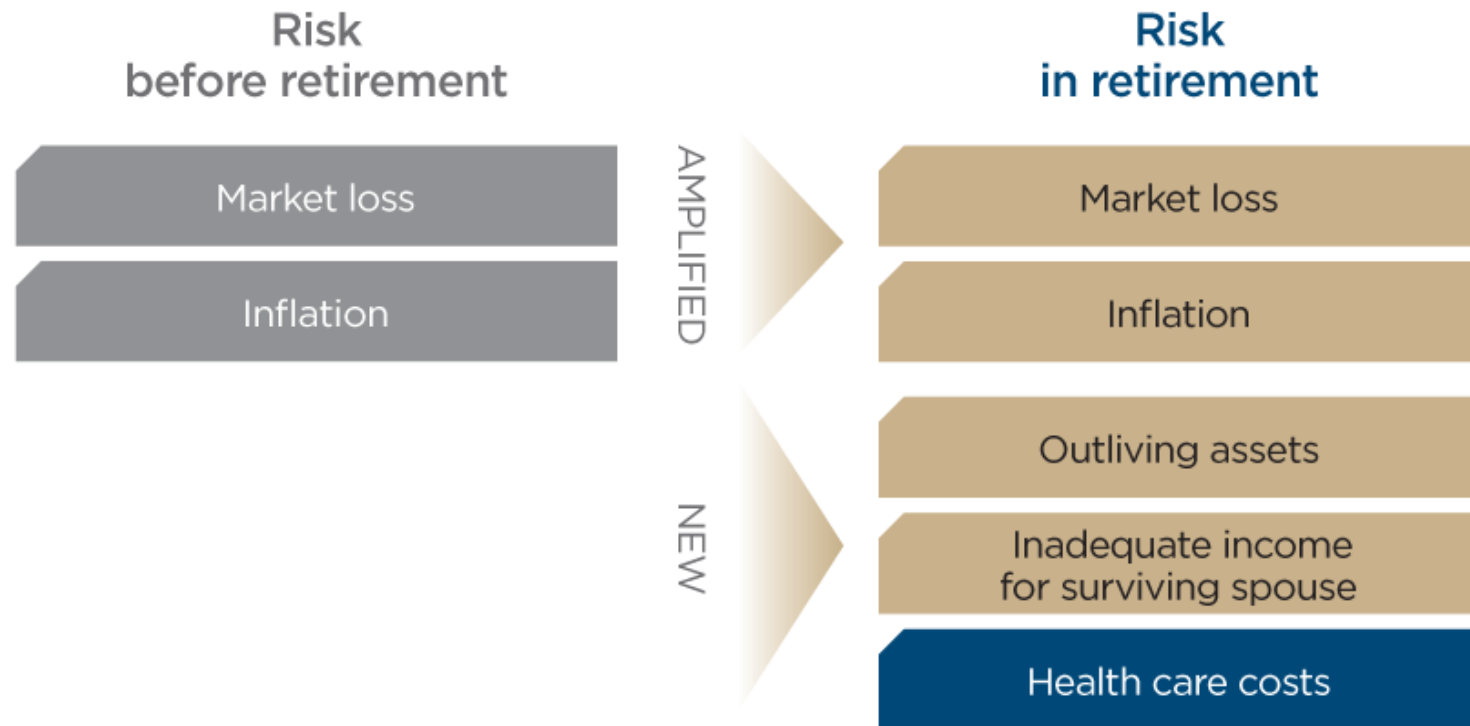 Risk
before retirement
Market loss
Inflation
AMPLIFIED
NEW
Risk
in retirement
Market loss
Inflation
Outliving assets
Inadequate income
for surviving spouse
Health care costs